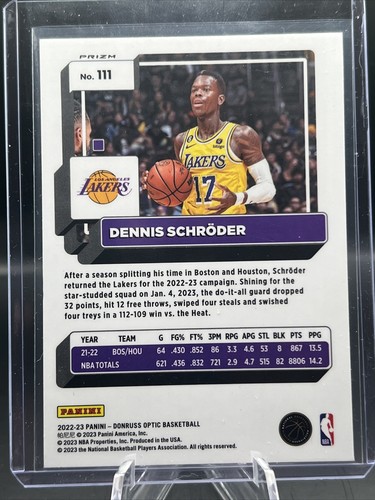 PRIZM
No. 111
LOS ANGELES
LAKERS
LAKERS
17
DENNIS SCHRÖDER
After a season splitting his time in Boston and Houston, Schröder
returned the Lakers for the 2022-23 campaign. Shining for the
star-studded squad on Jan. 4, 2023, the do-it-all guard dropped
32 points, hit 12 free throws, swiped four steals and swished
four treys in a 112-109 win vs. the Heat.
YEAR TEAM G FG% FT% 3PM RPG APG STL BLK PTS PPG
21-22 BOS/HOU 64 .430 .852 86 3.3 4.6 53 8 867 13.5
NBA TOTALS 621 .436 .832 721 2.9 4.7 515 82 8806 14.2
PANINI
2022-23 PANINI – DONRUSS OPTIC BASKETBALL
帕尼尼 © 2023 Panini America, Inc.
© 2023 NBA Properties, Inc. Produced in the USA.
© 2023 the National Basketball Players Association. All rights reserved.
NBA